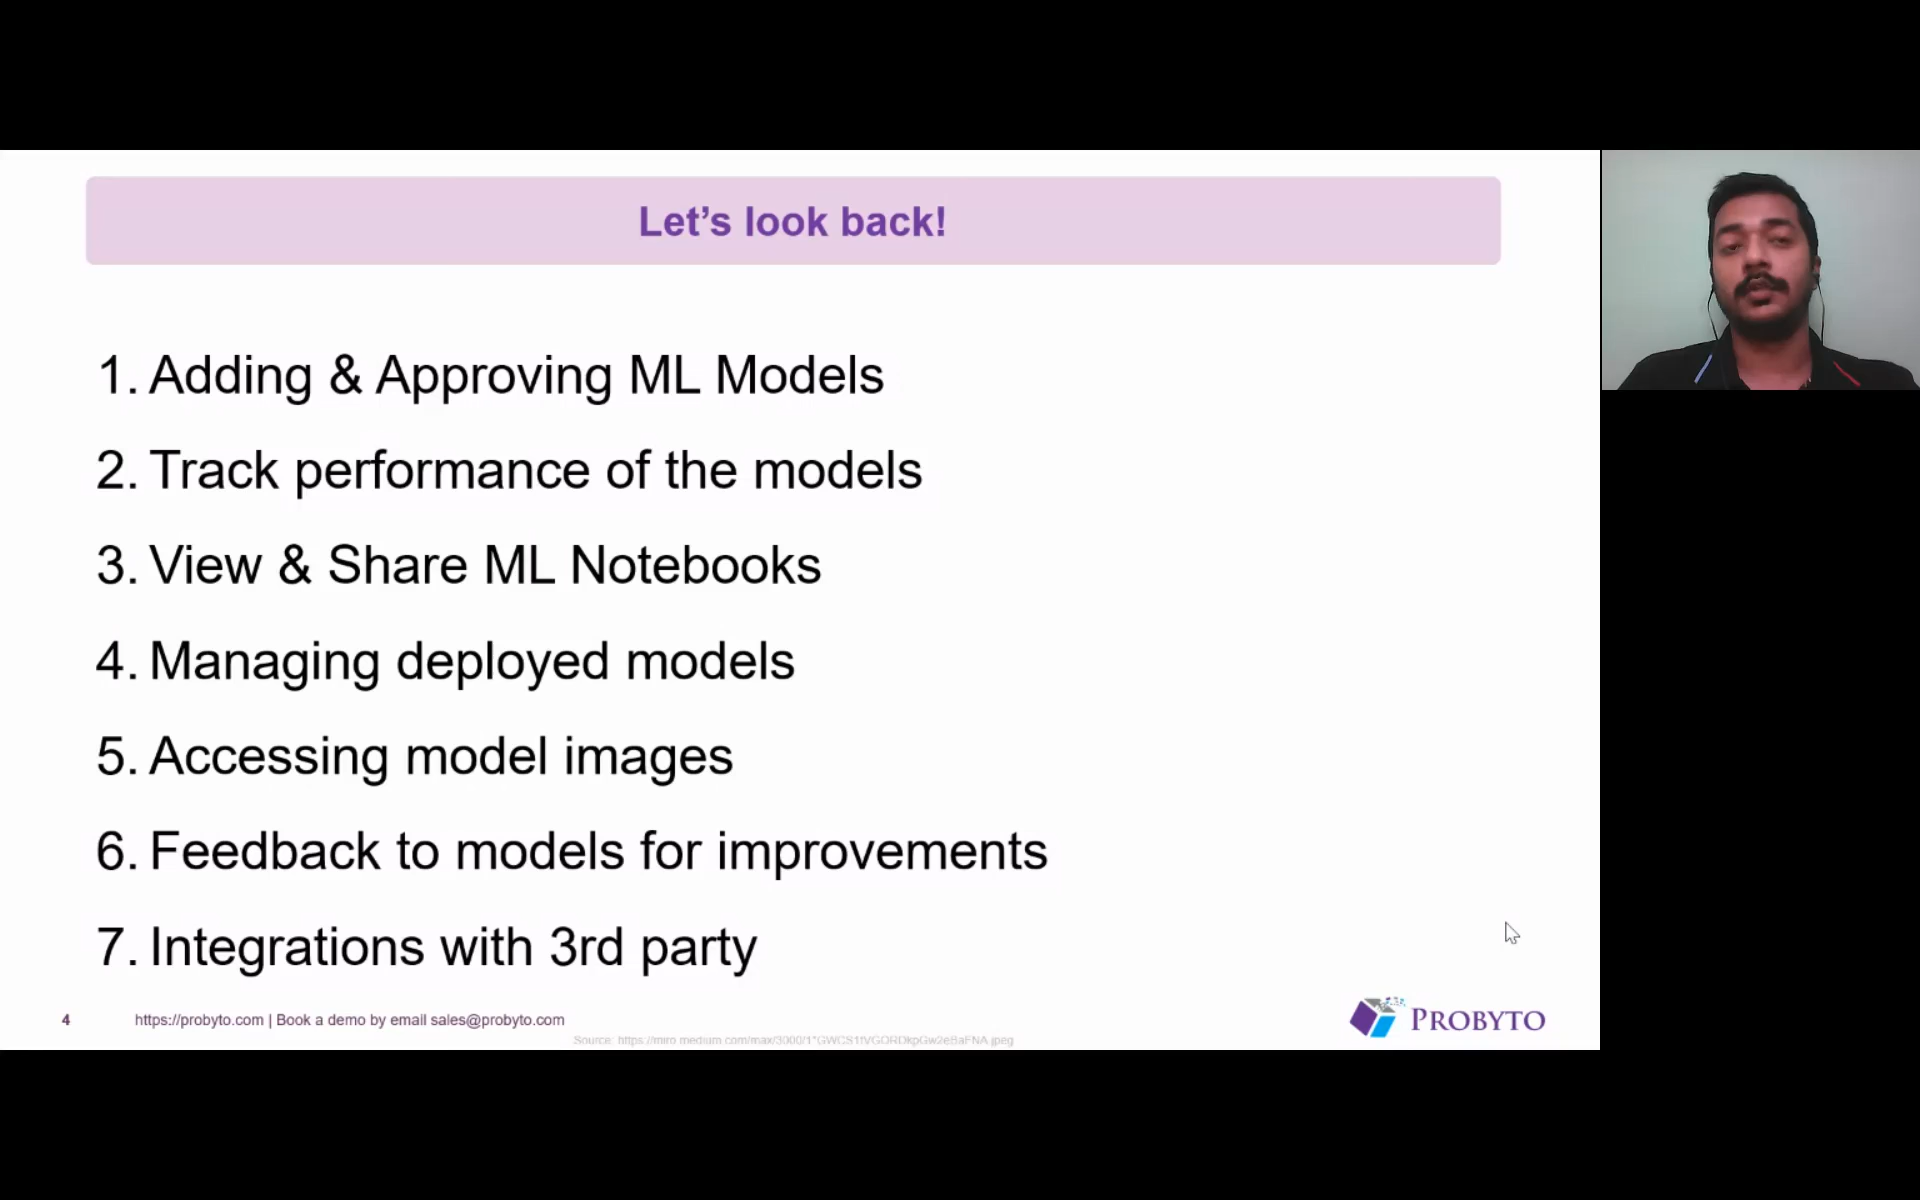 Let's look back!
1. Adding & Approving ML Models
2. Track performance of the models
3. View & Share ML Notebooks
4. Managing deployed models
5. Accessing model images
6. Feedback to models for improvements
7. Integrations with 3rd party
4 https://probyto.com | Book a demo by email sales@probyto.com
PROBYTO
Source: